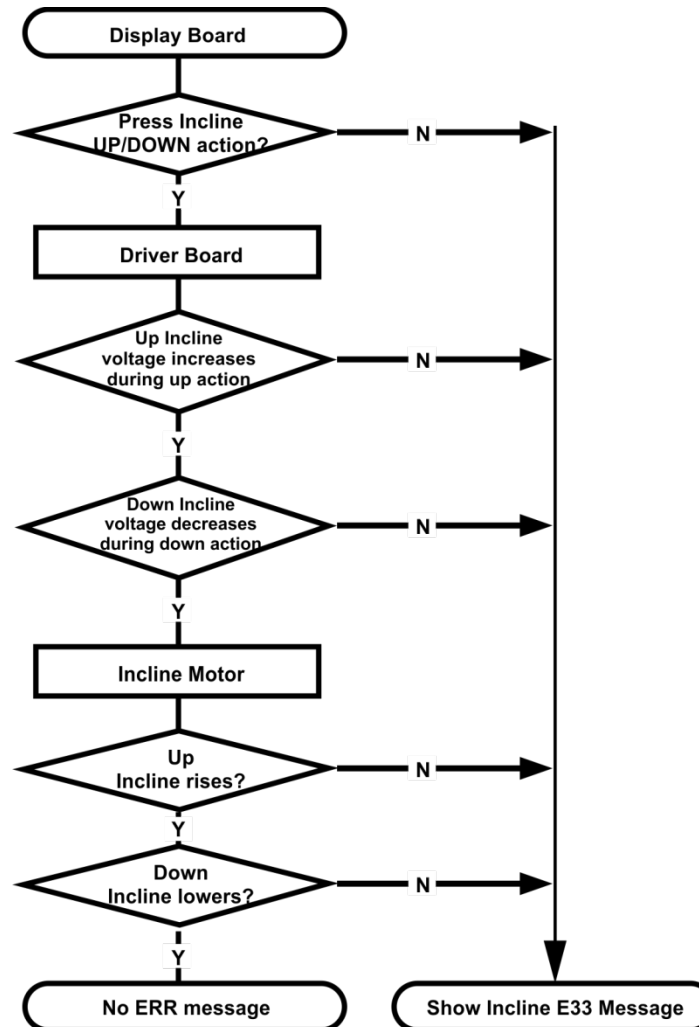 Display Board
Press Incline
UP/DOWN action?
N
Y
Driver Board
Up Incline
voltage increases
during up action
N
Y
Down Incline
voltage decreases
during down action
N
Y
Incline Motor
Up
Incline rises?
N
Y
Down
Incline lowers?
N
Y
No ERR message
Show Incline E33 Message